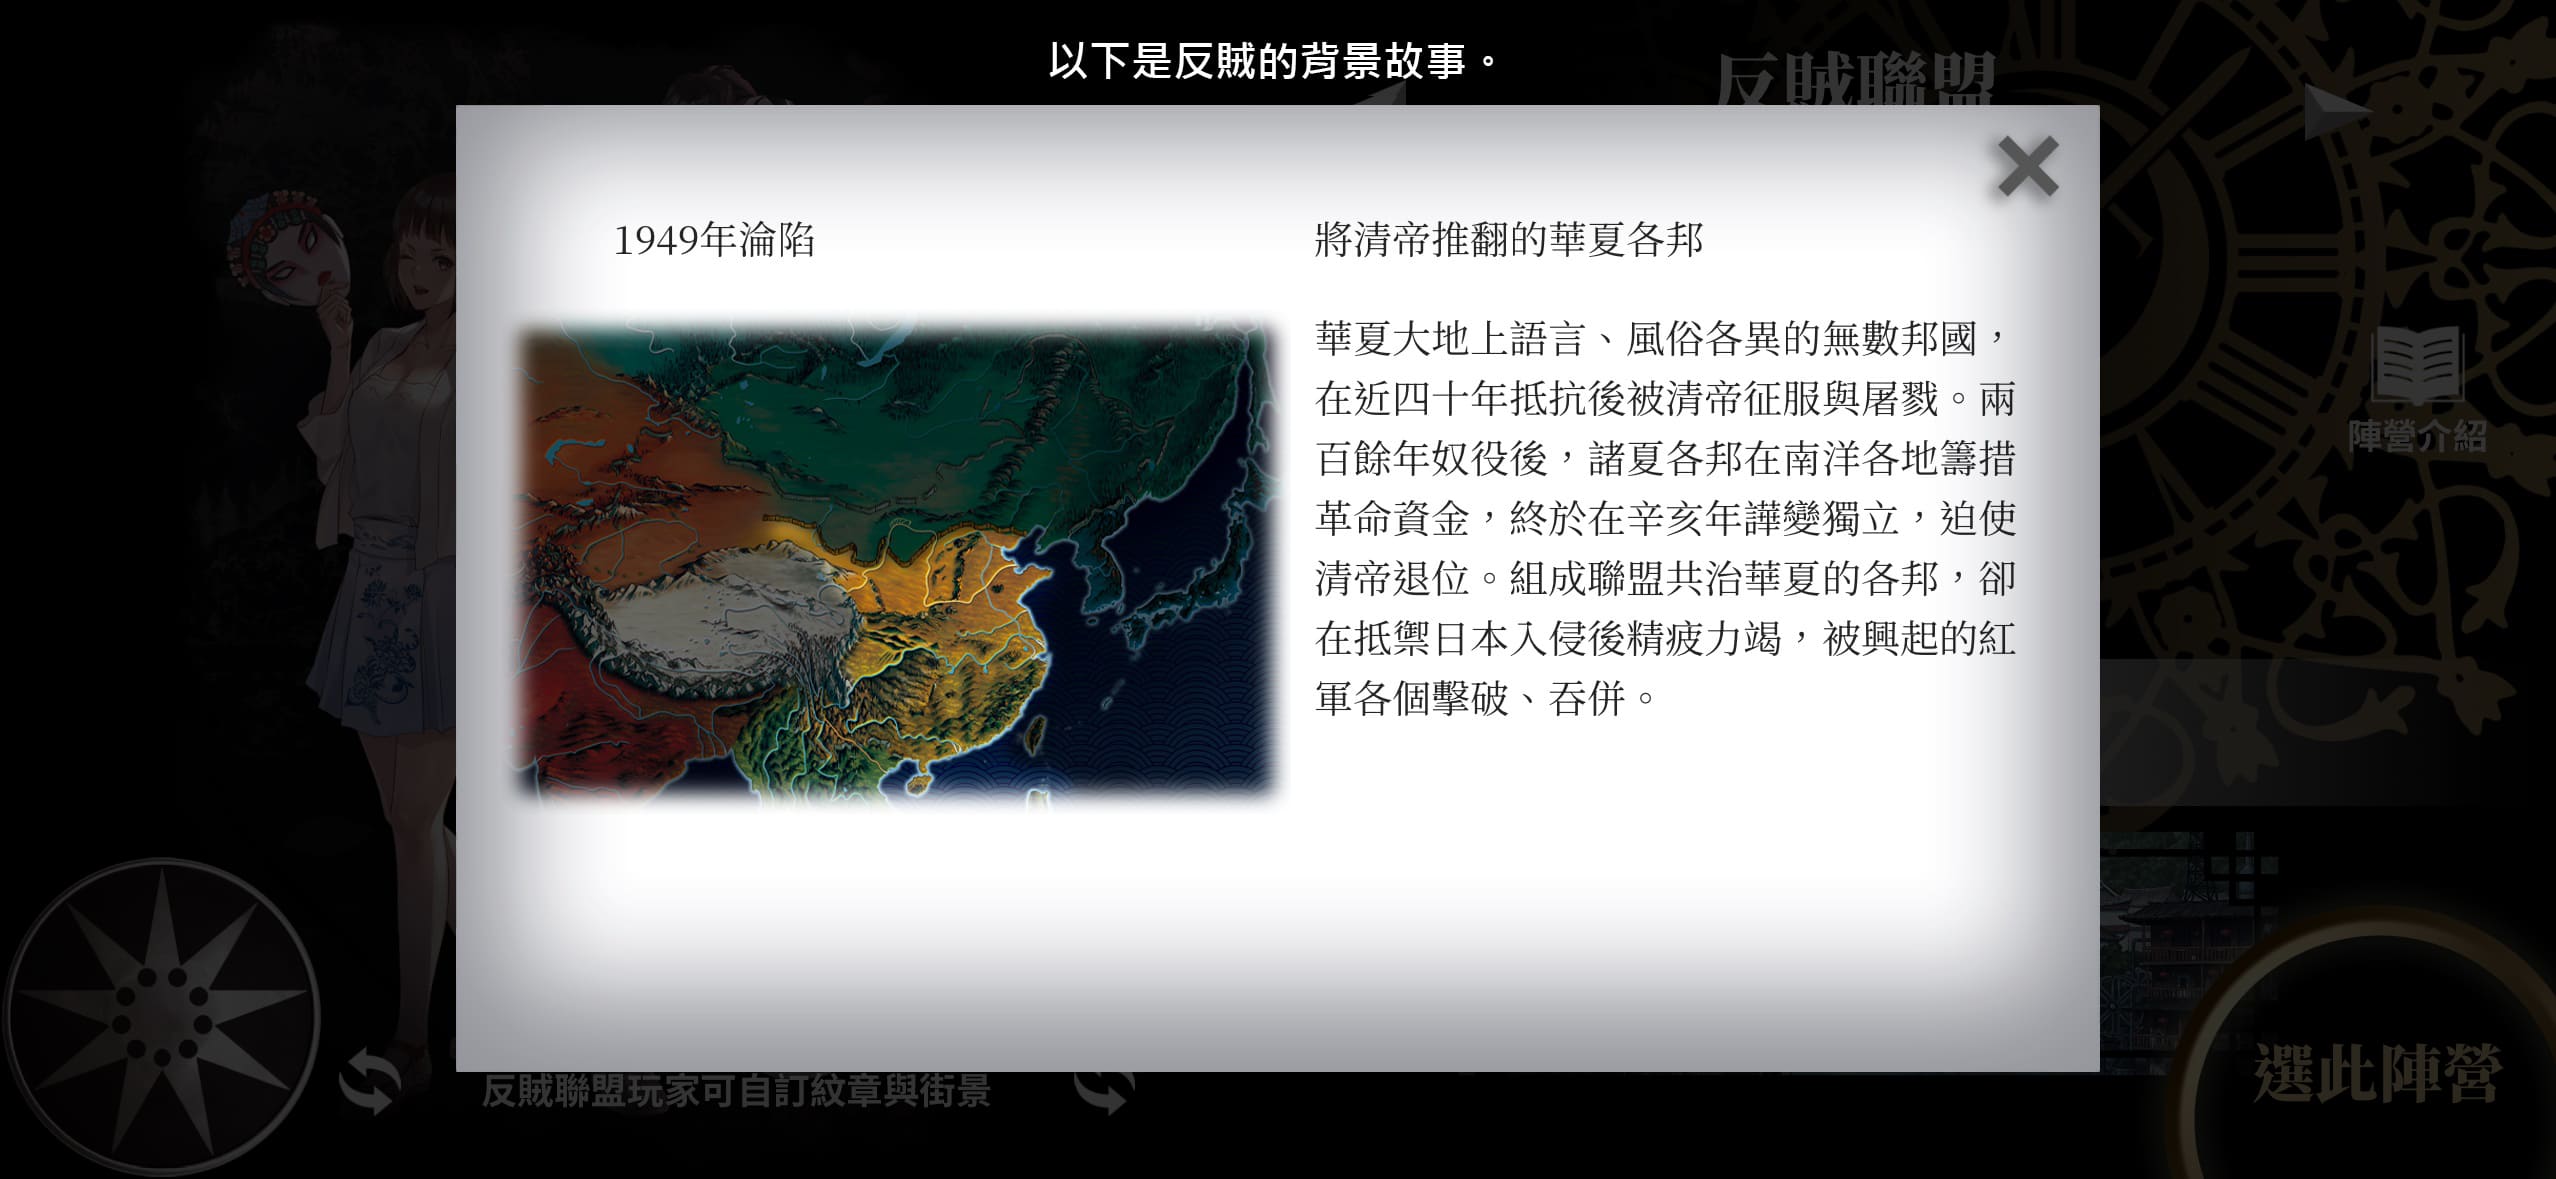 以下是反賊的背景故事。
反賊聯盟
1949年淪陷
將清帝推翻的華夏各邦
華夏大地上語言、風俗各異的無數邦國，
在近四十年抵抗後被清帝征服與屠戮。兩
百餘年奴役後，諸夏各邦在南洋各地籌措
革命資金，終於在辛亥年譁變獨立，迫使
清帝退位。組成聯盟共治華夏的各邦，卻
在抵禦日本入侵後精疲力竭，被興起的紅
軍各個擊破、吞併。
陣營介紹
反賊聯盟玩家可自訂紋章與街景
選此陣營